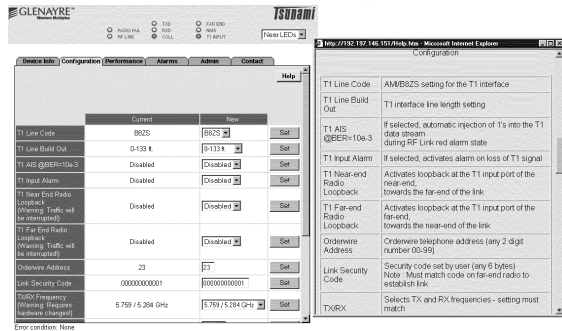 GLENAYRE™
Western Multiplex
RADIO FAIL
RF LINK
TXD
RXD
COLL
FAR END
NMS
T1 INPUT
Tsunami
Near LEDs
Device Info
Configuration
Performance
Alarms
Admin
Contact
Help
Current
New
T1 Line Code
B8ZS
B8ZS
Set
T1 Line Build Out
0-133 ft.
0-133 ft.
Set
T1 AIS @BER=10e-3
Disabled
Disabled
Set
T1 Input Alarm
Disabled
Disabled
Set
T1 Near End Radio
Loopback
(Warning: Traffic will
be interrupted!)
Disabled
Disabled
Set
T1 Far End Radio
Loopback
(Warning: Traffic will
be interrupted!)
Disabled
Disabled
Set
Orderwire Address
23
23
Set
Link Security Code
000000000001
000000000001
Set
TX/RX Frequency
(Warning: Requires
hardware changes!)
5.759 / 5.284 GHz
5.759 / 5.284 GHz
Set
Error condition: None
http://192.197.146.151/Help.htm - Microsoft Internet Explorer
Configuration
T1 Line Code
AMI/B8ZS setting for the T1 interface
T1 Line Build
Out
T1 interface line length setting
T1 AIS
@BER=10e-3
If selected, automatic injection of 1's into the T1
data stream
during RF Link red alarm state
T1 Input Alarm
If selected, activates alarm on loss of T1 signal
T1 Near-end
Radio
Loopback
Activates loopback at the T1 input port of the
near-end,
towards the far-end of the link
T1 Far-end
Radio
Loopback
Activates loopback at the T1 input port of the
far-end,
towards the near-end of the link
Orderwire
Address
Orderwire telephone address (any 2 digit
number 00-99)
Link Security
Code
Security code set by user (any 6 bytes)
Note : Must match code on far-end radio to
establish link
TX/RX
Selects TX and RX frequencies - setting must
match